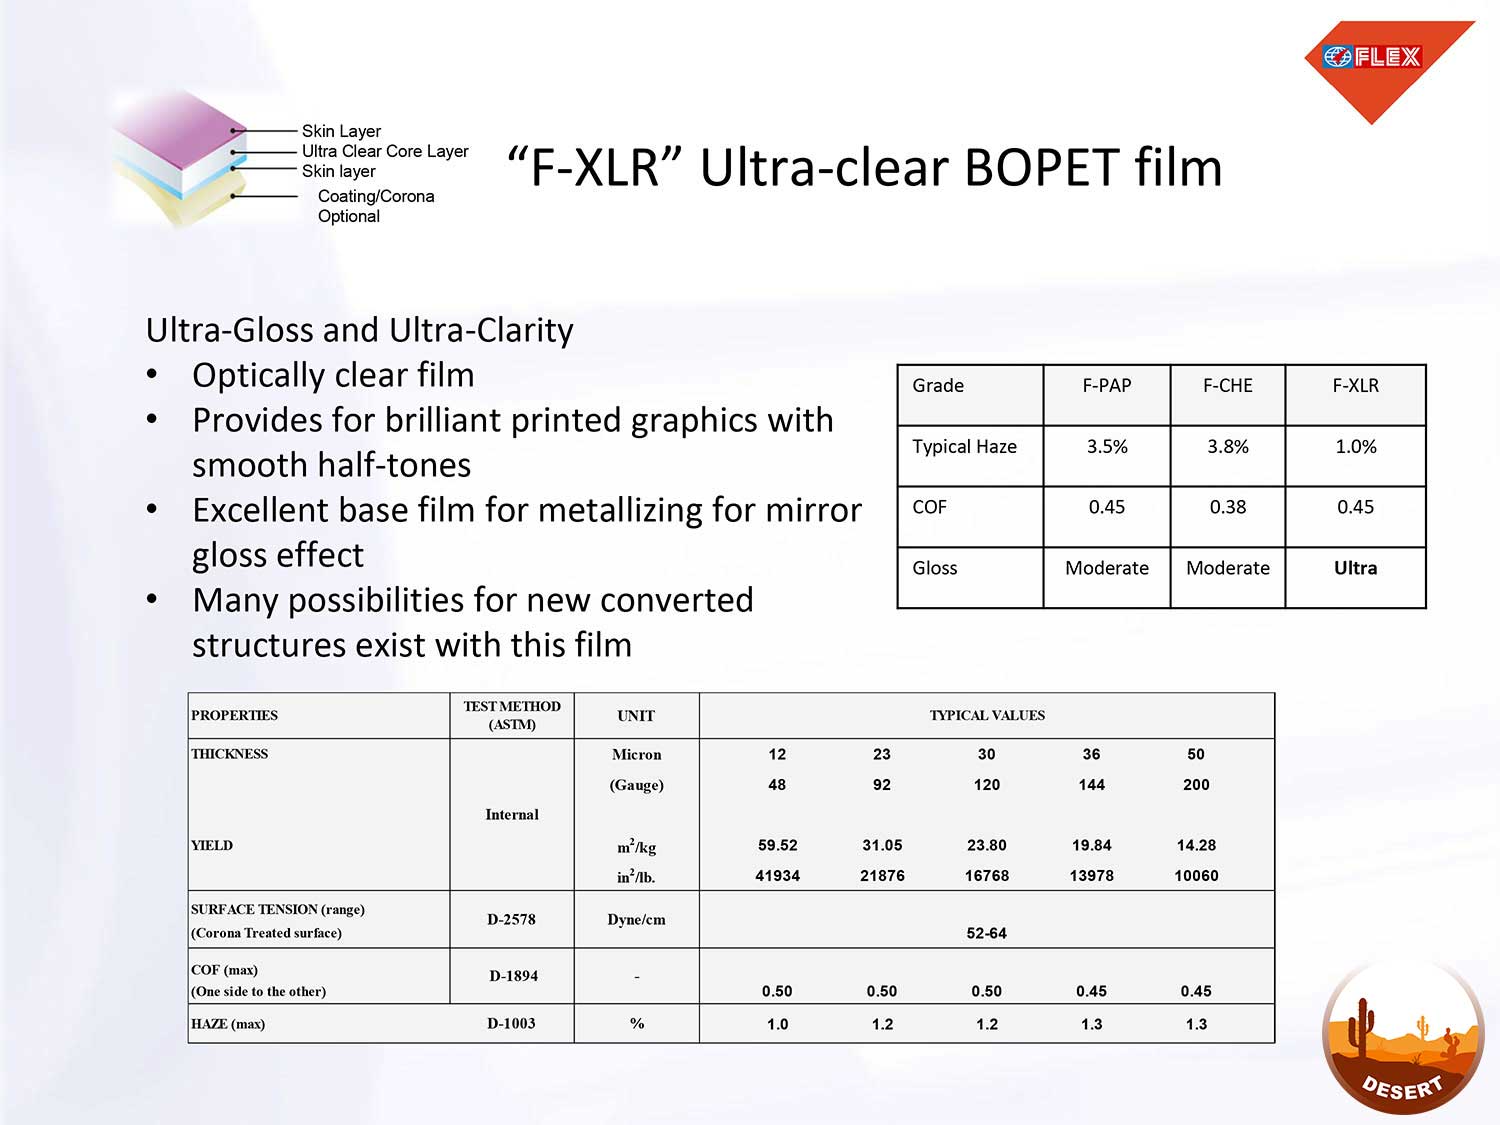 FLEX
Skin Layer
Ultra Clear Core Layer
Skin layer
Coating/Corona
Optional
“F-XLR” Ultra-clear BOPET film
Ultra-Gloss and Ultra-Clarity
• Optically clear film
• Provides for brilliant printed graphics with
smooth half-tones
• Excellent base film for metallizing for mirror
gloss effect
• Many possibilities for new converted
structures exist with this film
Grade F-PAP F-CHE F-XLR
Typical Haze 3.5% 3.8% 1.0%
COF 0.45 0.38 0.45
Gloss Moderate Moderate Ultra
PROPERTIES TEST METHOD (ASTM) UNIT TYPICAL VALUES
THICKNESS Micron 12 23 30 36 50
(Gauge) 48 92 120 144 200
Internal
YIELD m²/kg 59.52 31.05 23.80 19.84 14.28
in²/lb. 41934 21876 16768 13978 10060
SURFACE TENSION (range)
(Corona Treated surface) D-2578 Dyne/cm 52-64
COF (max)
(One side to the other) D-1894 - 0.50 0.50 0.50 0.45 0.45
HAZE (max) D-1003 % 1.0 1.2 1.2 1.3 1.3
DESERT